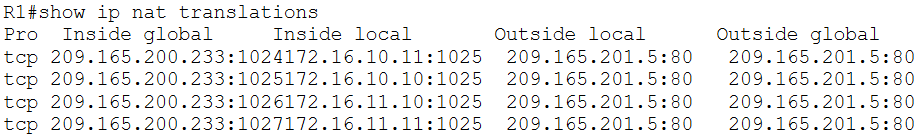 R1#show ip nat translations
Pro  Inside global     Inside local       Outside local      Outside global
tcp 209.165.200.233:1024172.16.10.11:1025  209.165.201.5:80   209.165.201.5:80
tcp 209.165.200.233:1025172.16.10.10:1025  209.165.201.5:80   209.165.201.5:80
tcp 209.165.200.233:1026172.16.11.10:1025  209.165.201.5:80   209.165.201.5:80
tcp 209.165.200.233:1027172.16.11.11:1025  209.165.201.5:80   209.165.201.5:80